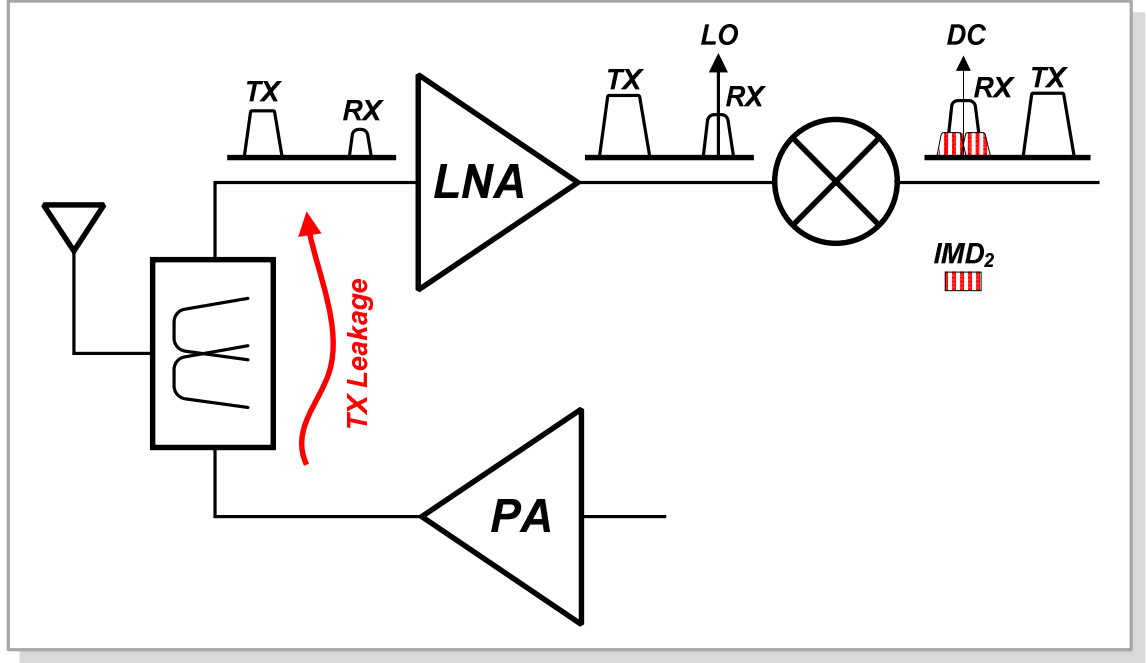 LO
DC
TX
RX
TX
RX
RX
TX
LNA
IMD₂
TX Leakage
PA